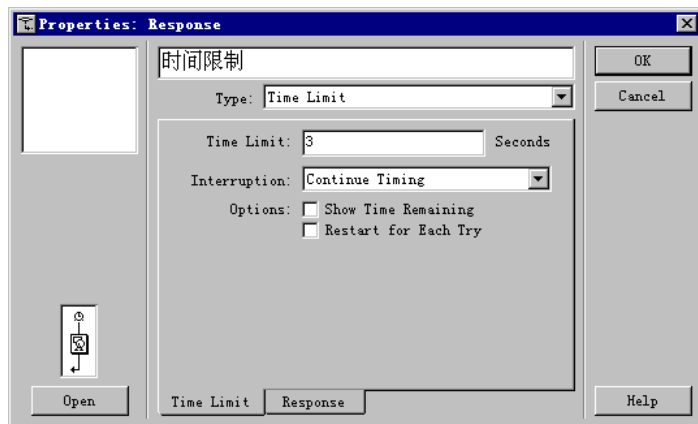 Properties: Response
时间限制
OK
Type: Time Limit
Cancel
Time Limit: 3 Seconds
Interruption: Continue Timing
Options: Show Time Remaining
Restart for Each Try
Open
Time Limit Response
Help